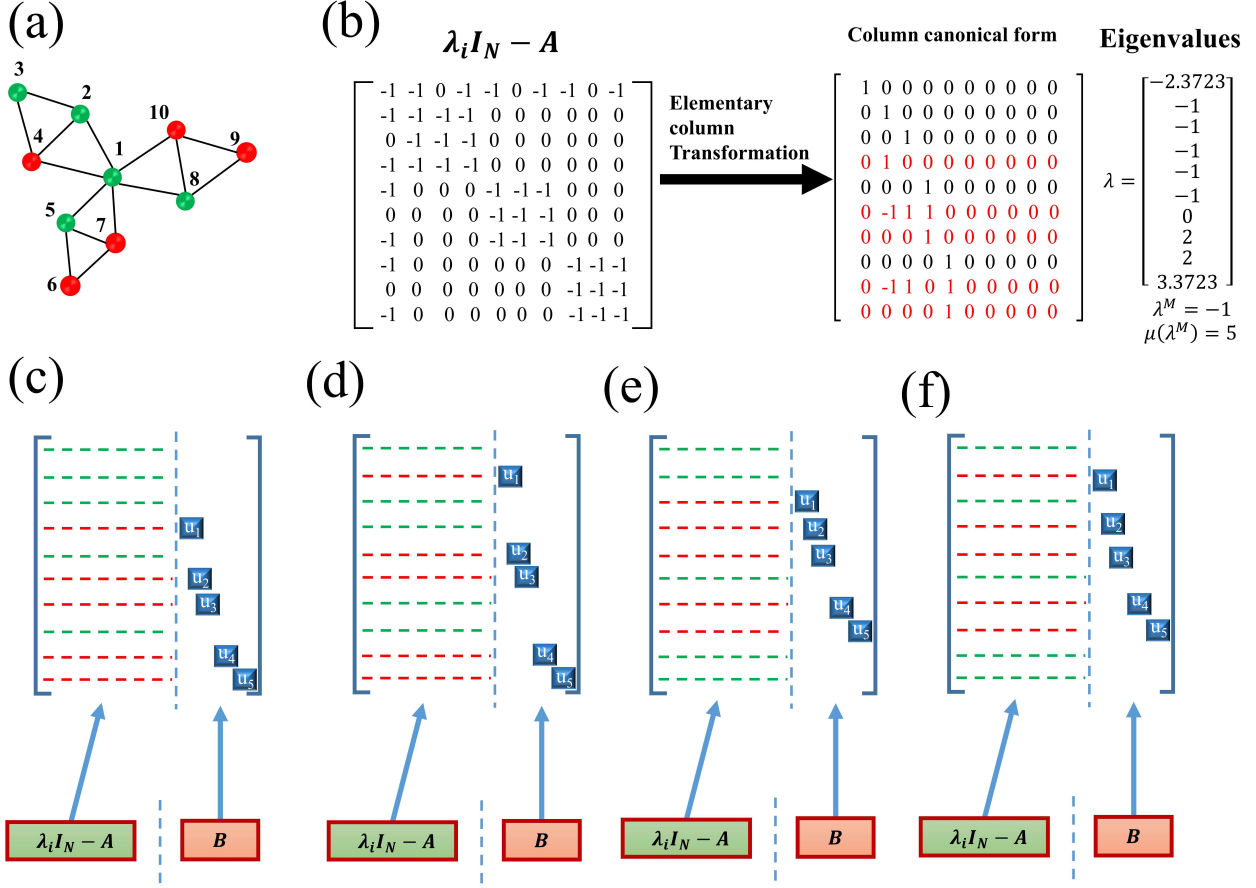 (a)
3
2
10
4
1
9
5
7
8
6
(b)
λ_i I_N − A
-1 -1 0 -1 -1 0 -1 -1 0 -1
-1 -1 -1 -1 0 0 0 0 0 0
0 -1 -1 -1 0 0 0 0 0 0
-1 -1 -1 -1 0 0 0 0 0 0
-1 0 0 0 -1 -1 -1 0 0 0
0 0 0 0 -1 -1 -1 0 0 0
-1 0 0 0 -1 -1 -1 0 0 0
-1 0 0 0 0 0 0 -1 -1 -1
0 0 0 0 0 0 0 -1 -1 -1
-1 0 0 0 0 0 0 -1 -1 -1
Elementary
column
Transformation
Column canonical form
1 0 0 0 0 0 0 0 0 0
0 1 0 0 0 0 0 0 0 0
0 0 1 0 0 0 0 0 0 0
0 1 0 0 0 0 0 0 0 0
0 0 0 1 0 0 0 0 0 0
0 -1 1 1 0 0 0 0 0 0
0 0 0 1 0 0 0 0 0 0
0 0 0 0 1 0 0 0 0 0
0 -1 1 0 1 0 0 0 0 0
0 0 0 0 1 0 0 0 0 0
Eigenvalues
λ =
−2.3723
−1
−1
−1
−1
−1
0
2
2
3.3723
λ^M = −1
μ(λ^M) = 5
(c)
u1
u2
u3
u4
u5
λ_i I_N − A
B
(d)
u1
u2
u3
u4
u5
λ_i I_N − A
B
(e)
u1
u2
u3
u4
u5
λ_i I_N − A
B
(f)
u1
u2
u3
u4
u5
λ_i I_N − A
B